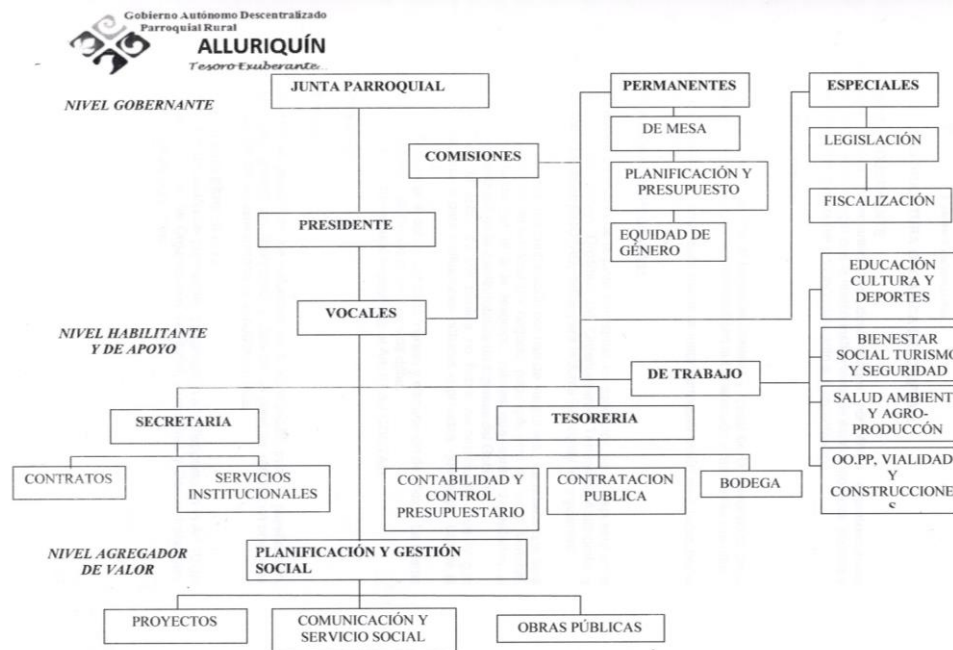 Gobierno Autónomo Descentralizado
Parroquial Rural
ALLURIQUÍN
Tesoro Exuberante...
NIVEL GOBERNANTE
JUNTA PARROQUIAL
PERMANENTES
ESPECIALES
DE MESA
LEGISLACIÓN
COMISIONES
PLANIFICACIÓN Y
PRESUPUESTO
FISCALIZACIÓN
PRESIDENTE
EQUIDAD DE
GÉNERO
EDUCACIÓN
CULTURA Y
DEPORTES
VOCALES
NIVEL HABILITANTE
Y DE APOYO
BIENESTAR
SOCIAL TURISMO
Y SEGURIDAD
DE TRABAJO
SALUD AMBIENT
Y AGRO-
PRODUCCÓN
SECRETARIA
TESORERIA
OO.PP, VIALIDAD
Y
CONSTRUCCIONE
S
CONTRATOS
SERVICIOS
INSTITUCIONALES
CONTABILIDAD Y
CONTROL
PRESUPUESTARIO
CONTRATACION
PUBLICA
BODEGA
NIVEL AGREGADOR
DE VALOR
PLANIFICACIÓN Y GESTIÓN
SOCIAL
PROYECTOS
COMUNICACIÓN Y
SERVICIO SOCIAL
OBRAS PÚBLICAS